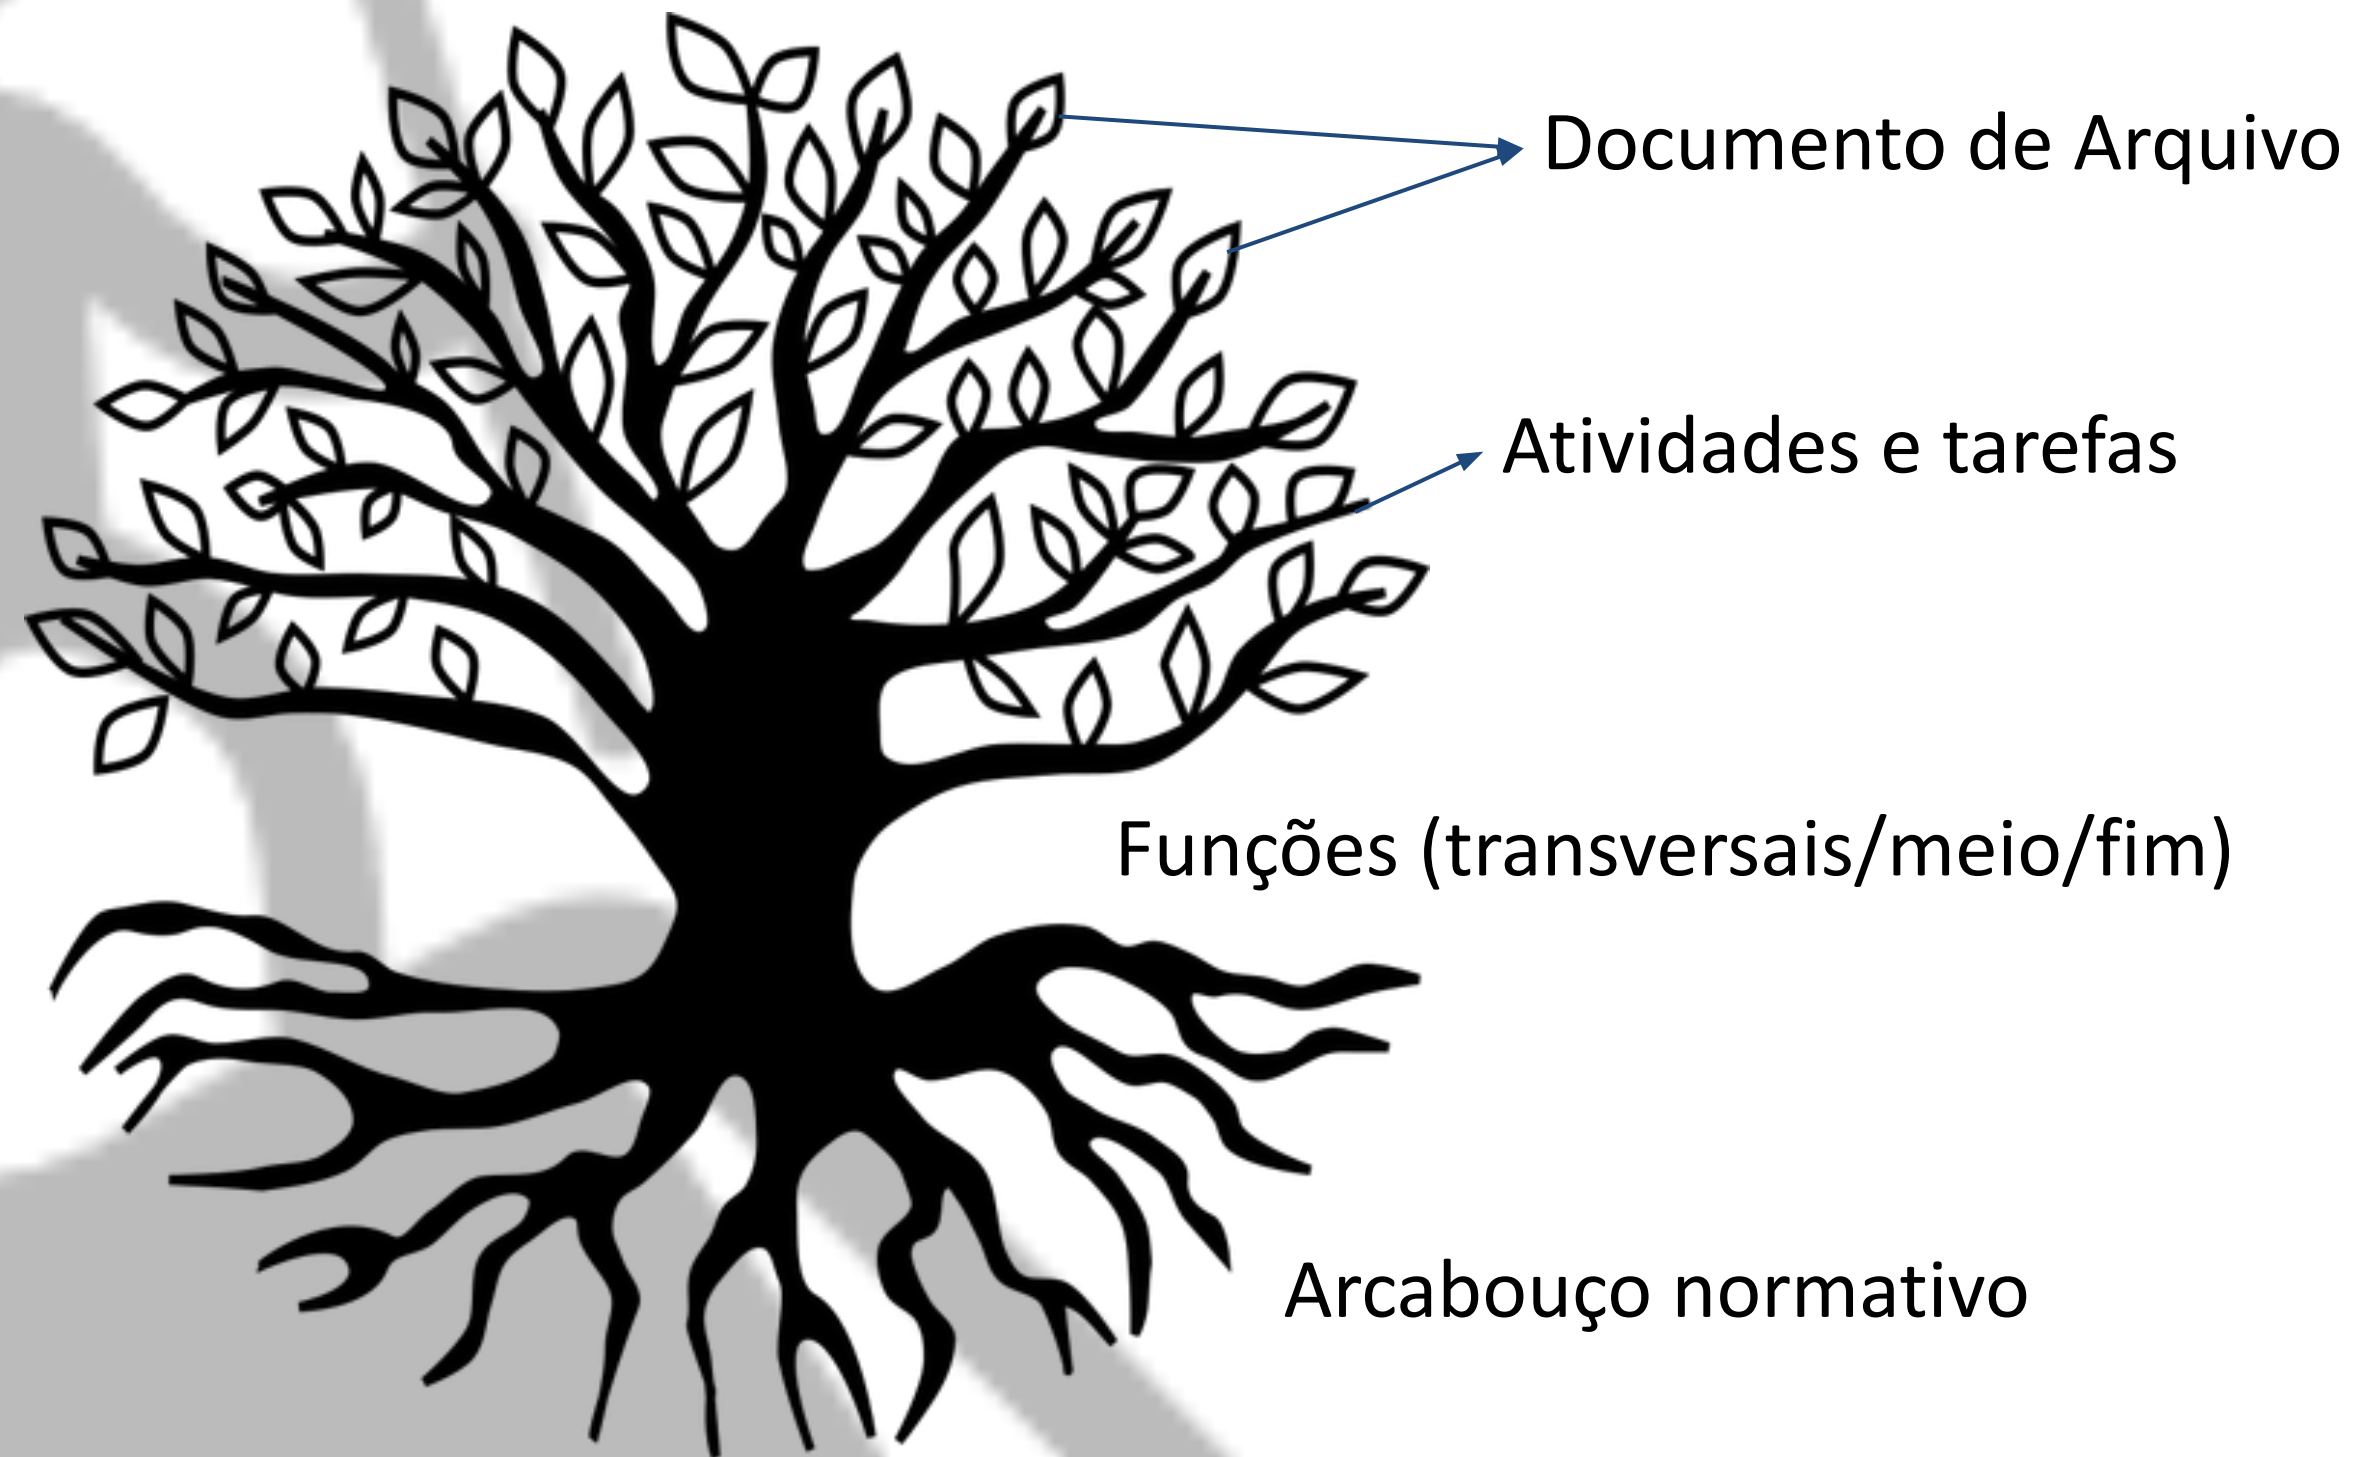 Documento de Arquivo
Atividades e tarefas
Funções (transversais/meio/fim)
Arcabouço normativo